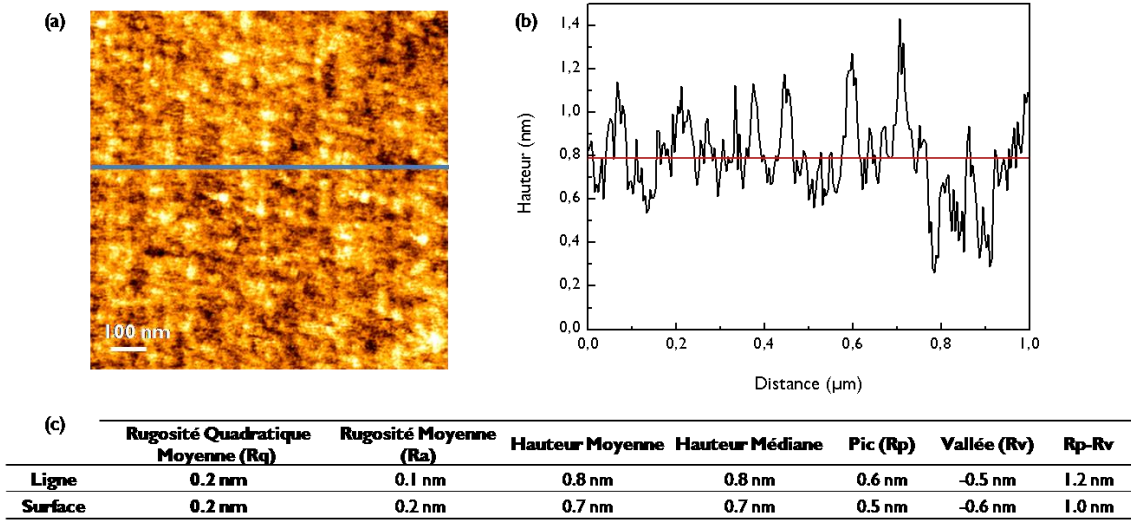 (a)
100 nm
(b)
Hauteur (nm)
1,4
1,2
1,0
0,8
0,6
0,4
0,2
0,0
0,0 0,2 0,4 0,6 0,8 1,0
Distance (µm)
(c)
Rugosité Quadratique Moyenne (Rq) Rugosité Moyenne (Ra) Hauteur Moyenne Hauteur Médiane Pic (Rp) Vallée (Rv) Rp-Rv
Ligne 0.2 nm 0.1 nm 0.8 nm 0.8 nm 0.6 nm -0.5 nm 1.2 nm
Surface 0.2 nm 0.2 nm 0.7 nm 0.7 nm 0.5 nm -0.6 nm 1.0 nm